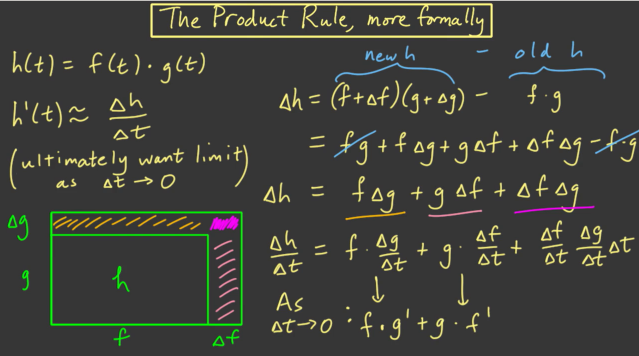 The Product Rule, more formally
h(t) = f(t) · g(t)
h'(t) ≈ Δh/Δt
(ultimately want limit
as Δt → 0)
Δg
g
h
f
Δf
new h − old h
Δh = (f+Δf)(g+Δg) − f·g
= fg + fΔg + gΔf + ΔfΔg − f·g
Δh = fΔg + gΔf + ΔfΔg
Δh/Δt = f · Δg/Δt + g · Δf/Δt + Δf/Δt Δg/Δt Δt
↓ ↓
As
Δt→0 : f·g' + g·f'